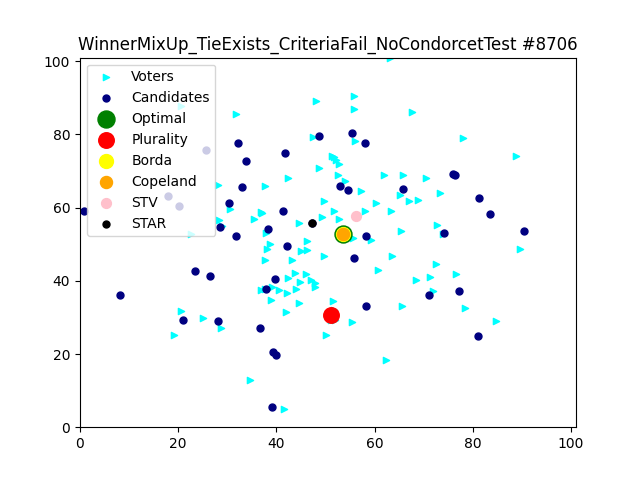 WinnerMixUp_TieExists_CriteriaFail_NoCondorcetTest #8706
100
80
60
40
20
0
0 20 40 60 80 100
Voters
Candidates
Optimal
Plurality
Borda
Copeland
STV
STAR